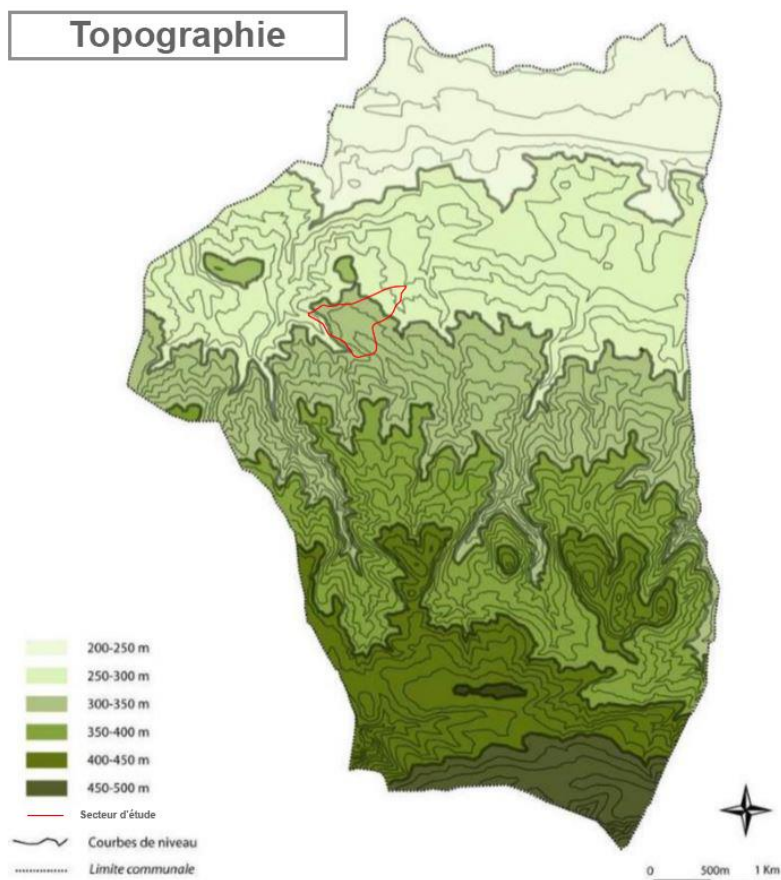 Topographie
200-250 m
250-300 m
300-350 m
350-400 m
400-450 m
450-500 m
Secteur d'étude
Courbes de niveau
Limite communale
0 500m 1 Km